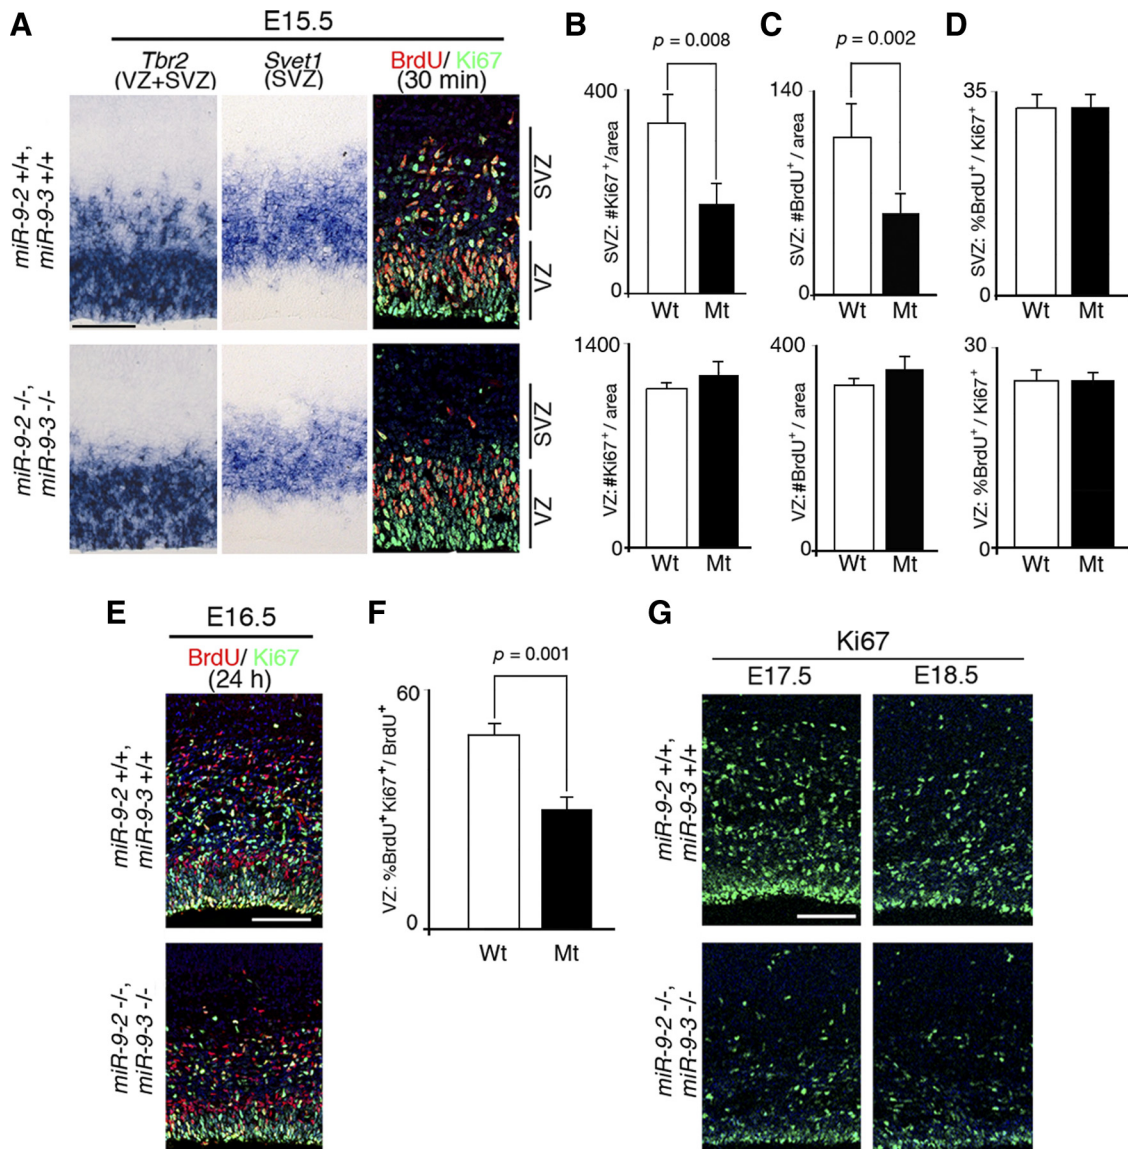 A
E15.5
Tbr2
(VZ+SVZ)
Svet1
(SVZ)
BrdU/ Ki67
(30 min)
miR-9-2 +/+,
miR-9-3 +/+
SVZ
VZ
miR-9-2 -/-,
miR-9-3 -/-
SVZ
VZ
B
p = 0.008
400
SVZ: #Ki67+/area
0
Wt Mt
1400
VZ: #Ki67+/ area
0
Wt Mt
C
p = 0.002
140
SVZ: #BrdU+/ area
0
Wt Mt
400
VZ: #BrdU+/ area
0
Wt Mt
D
35
SVZ: %BrdU+ / Ki67+
0
Wt Mt
30
VZ: %BrdU+ / Ki67+
0
Wt Mt
E
E16.5
BrdU/ Ki67
(24 h)
miR-9-2 +/+,
miR-9-3 +/+
miR-9-2 -/-,
miR-9-3 -/-
F
p = 0.001
60
VZ: %BrdU+Ki67+/ BrdU+
0
Wt Mt
G
Ki67
E17.5 E18.5
miR-9-2 +/+,
miR-9-3 +/+
miR-9-2 -/-,
miR-9-3 -/-